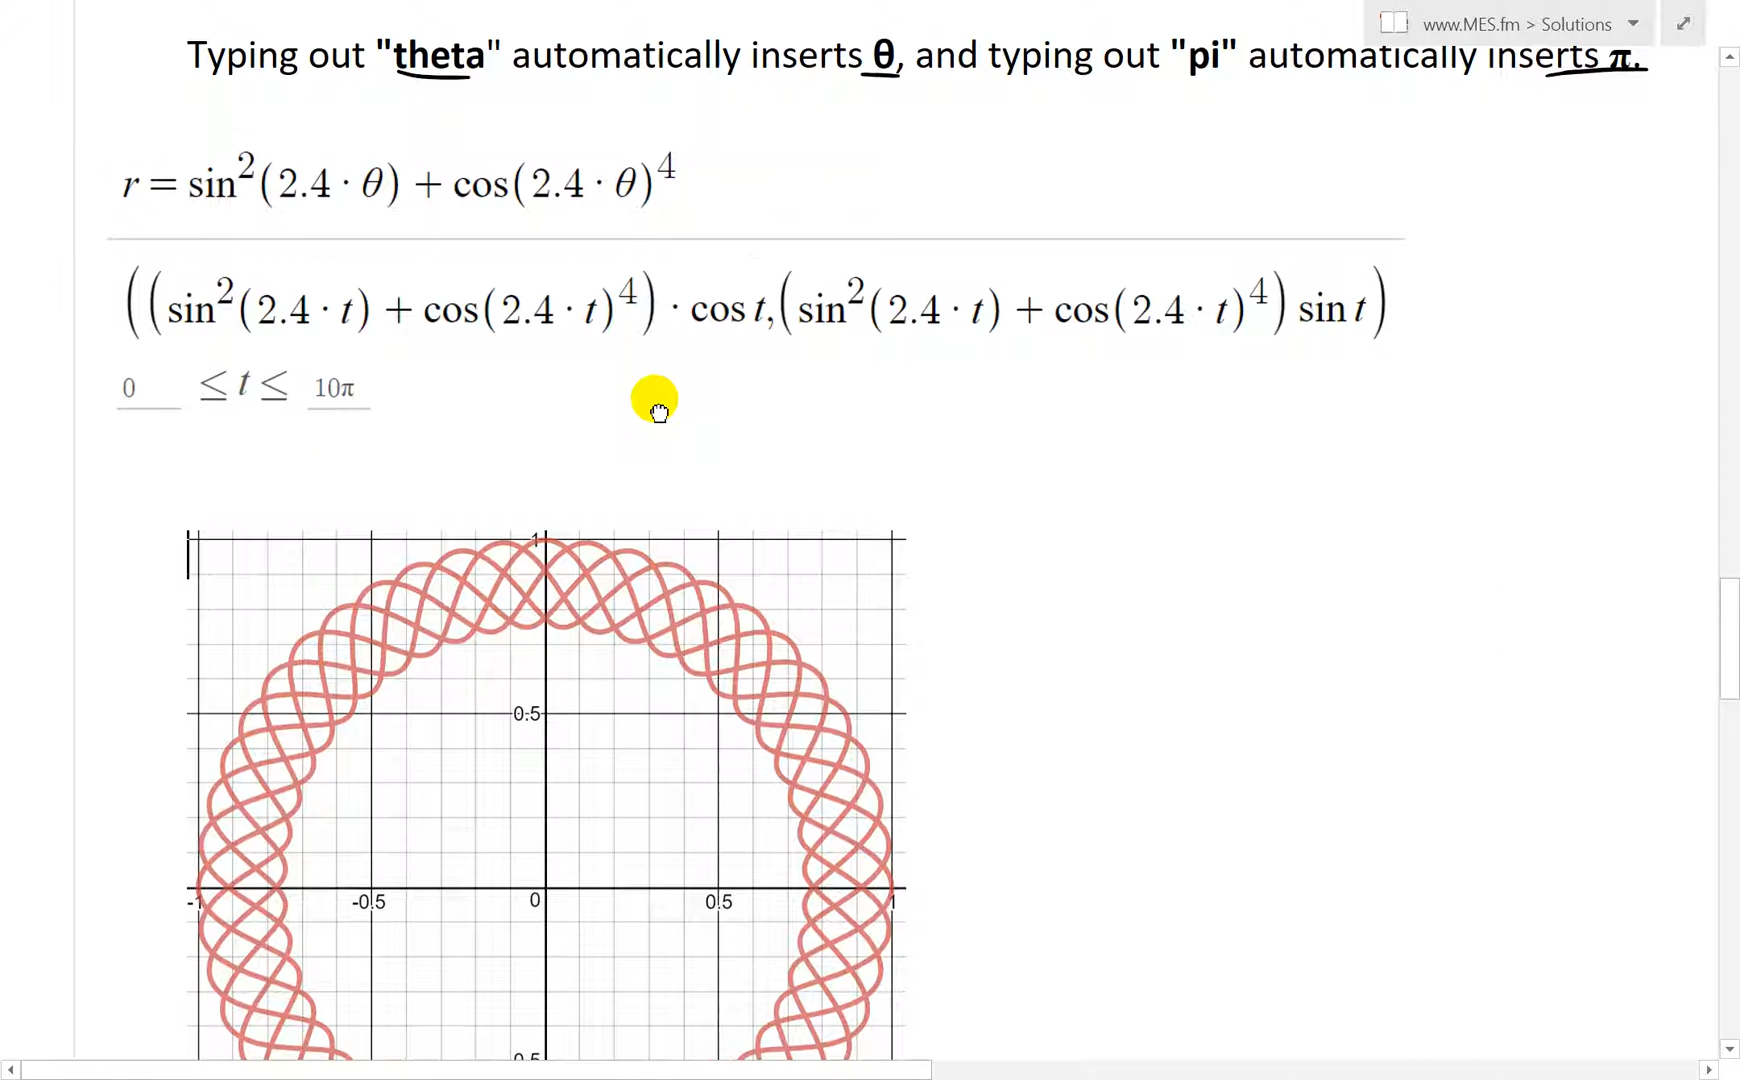 www.MES.fm > Solutions
Typing out "theta" automatically inserts θ, and typing out "pi" automatically inserts π.
r = sin²(2.4 · θ) + cos(2.4 · θ)⁴
((sin²(2.4 · t) + cos(2.4 · t)⁴) · cos t,(sin²(2.4 · t) + cos(2.4 · t)⁴) sin t)
0 ≤ t ≤ 10π
1
0.5
-1 -0.5 0 0.5 1
0.5